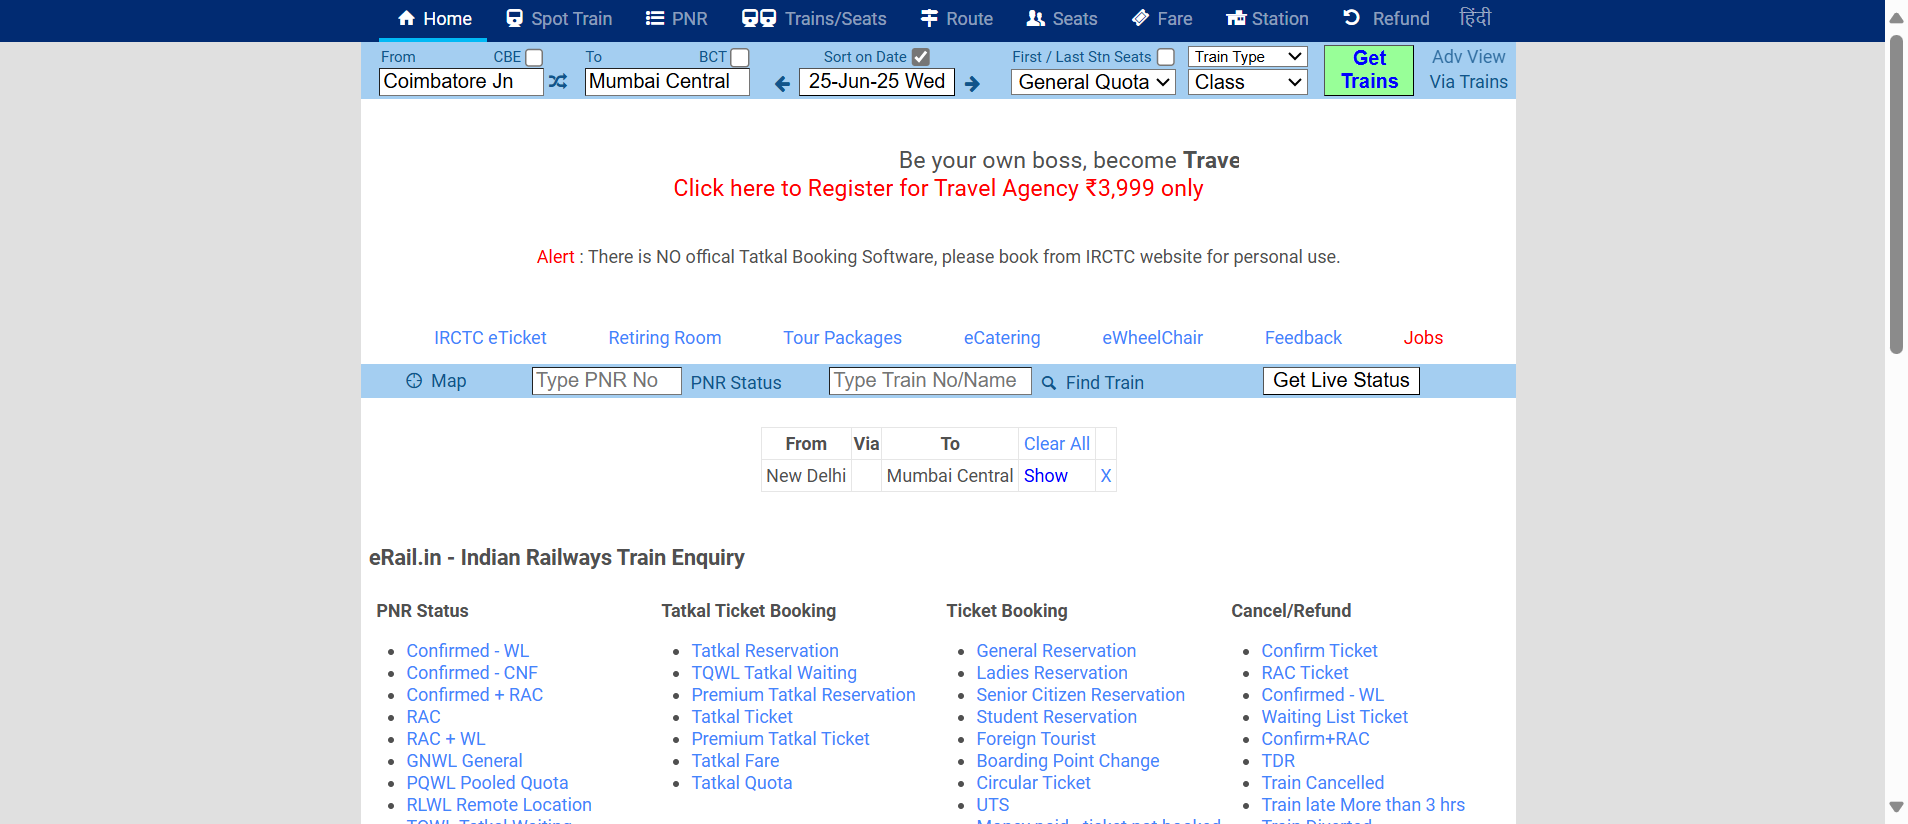 Home Spot Train PNR Trains/Seats Route Seats Fare Station Refund हिंदी
From CBE To BCT Sort on Date First / Last Stn Seats Train Type Get Trains Adv View
Coimbatore Jn Mumbai Central 25-Jun-25 Wed General Quota Class Via Trains
Be your own boss, become Trave
Click here to Register for Travel Agency ₹3,999 only
Alert : There is NO offical Tatkal Booking Software, please book from IRCTC website for personal use.
IRCTC eTicket Retiring Room Tour Packages eCatering eWheelChair Feedback Jobs
Map Type PNR No PNR Status Type Train No/Name Find Train Get Live Status
From Via To Clear All
New Delhi Mumbai Central Show X
eRail.in - Indian Railways Train Enquiry
PNR Status
Confirmed - WL
Confirmed - CNF
Confirmed + RAC
RAC
RAC + WL
GNWL General
PQWL Pooled Quota
RLWL Remote Location
TQWL Tatkal Waiting
Tatkal Ticket Booking
Tatkal Reservation
TQWL Tatkal Waiting
Premium Tatkal Reservation
Tatkal Ticket
Premium Tatkal Ticket
Tatkal Fare
Tatkal Quota
Ticket Booking
General Reservation
Ladies Reservation
Senior Citizen Reservation
Student Reservation
Foreign Tourist
Boarding Point Change
Circular Ticket
UTS
Money paid - ticket not booked
Cancel/Refund
Confirm Ticket
RAC Ticket
Confirmed - WL
Waiting List Ticket
Confirm+RAC
TDR
Train Cancelled
Train late More than 3 hrs
Train Diverted